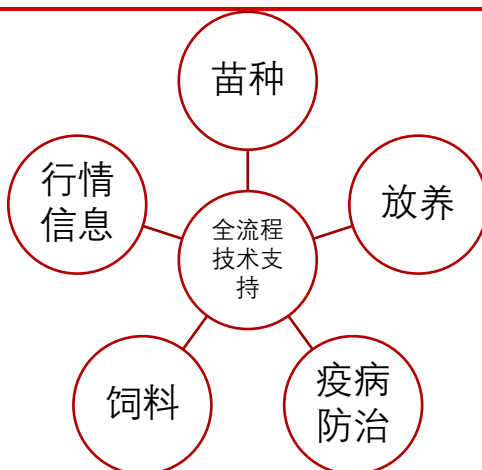 苗种
行情
信息
放养
全流程
技术支
持
饲料
疫病
防治